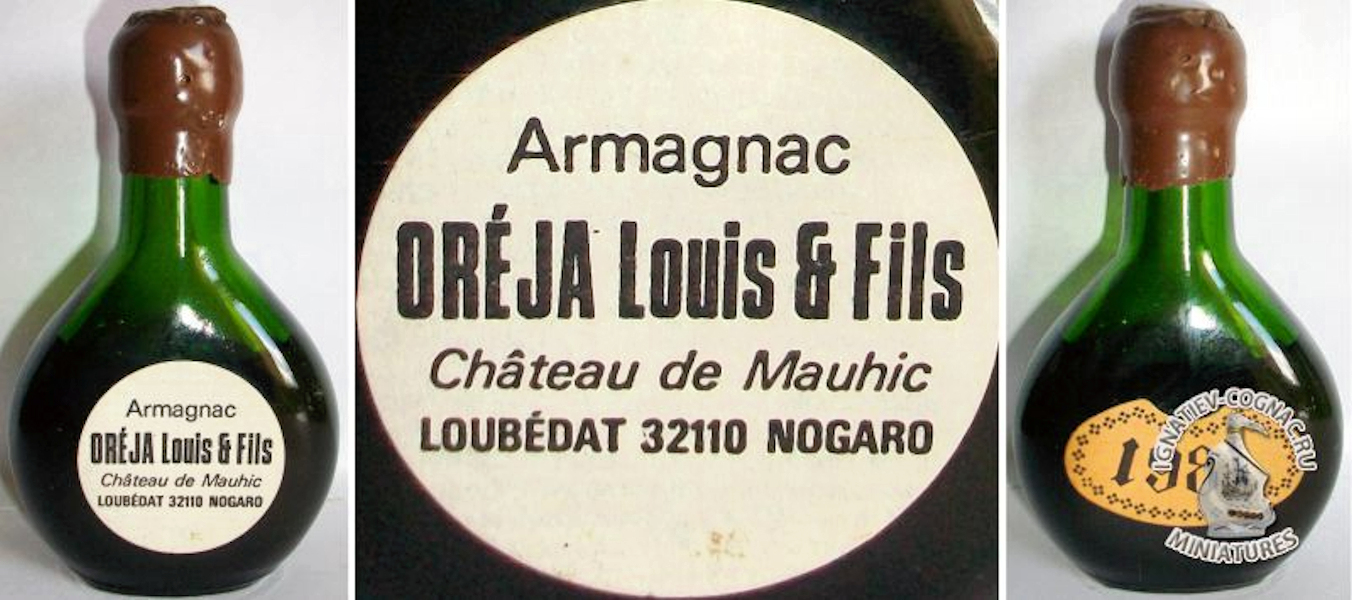 Armagnac
ORÉJA Louis & Fils
Château de Mauhic
LOUBÉDAT 32110 NOGARO
Armagnac
ORÉJA Louis & Fils
Château de Mauhic
LOUBÉDAT 32110 NOGARO
IGNATIEV-COGNAC.RU
MINIATURES